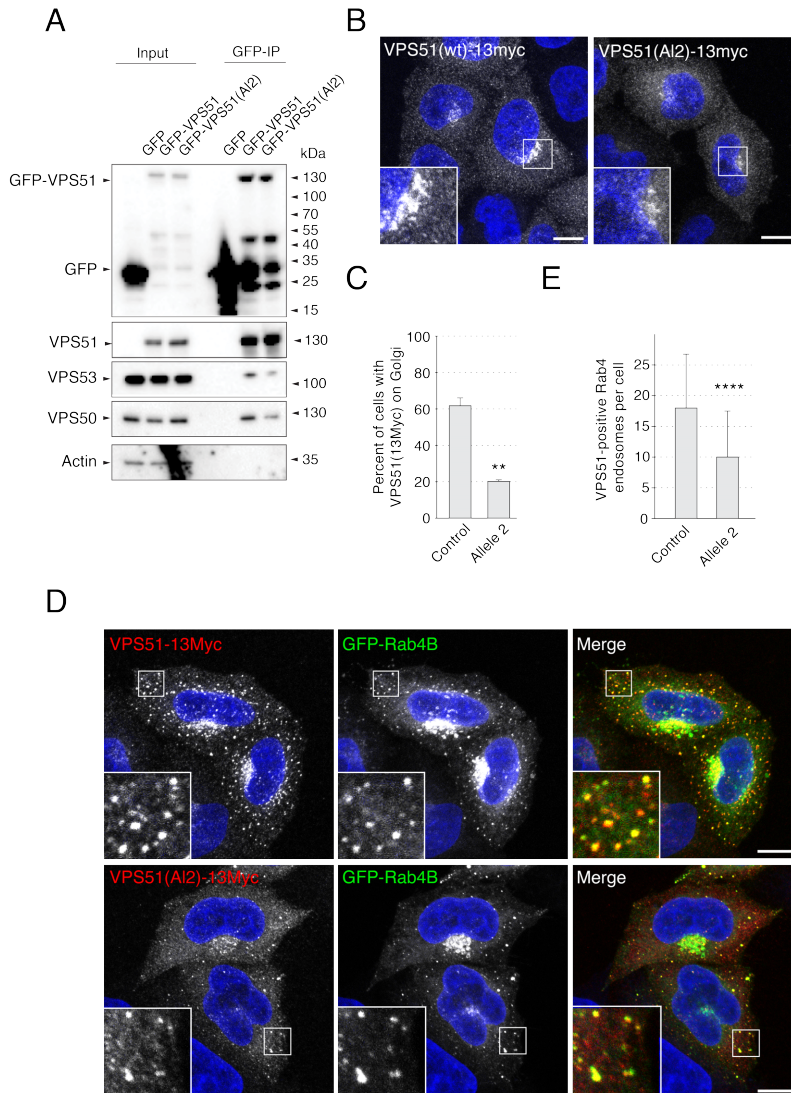 A
Input
GFP-IP
GFP
GFP-VPS51
GFP-VPS51(Al2)
GFP
GFP-VPS51
GFP-VPS51(Al2)
kDa
GFP-VPS51
130
100
70
55
40
GFP
35
25
15
VPS51
130
VPS53
100
VPS50
130
Actin
35
B
VPS51(wt)-13myc
VPS51(Al2)-13myc
C
Percent of cells with
VPS51(13Myc) on Golgi
100
80
60
40
20
0
**
Control
Allele 2
E
VPS51-positive Rab4
endosomes per cell
25
20
15
10
5
0
****
Control
Allele 2
D
VPS51-13Myc
GFP-Rab4B
Merge
VPS51(Al2)-13Myc
GFP-Rab4B
Merge